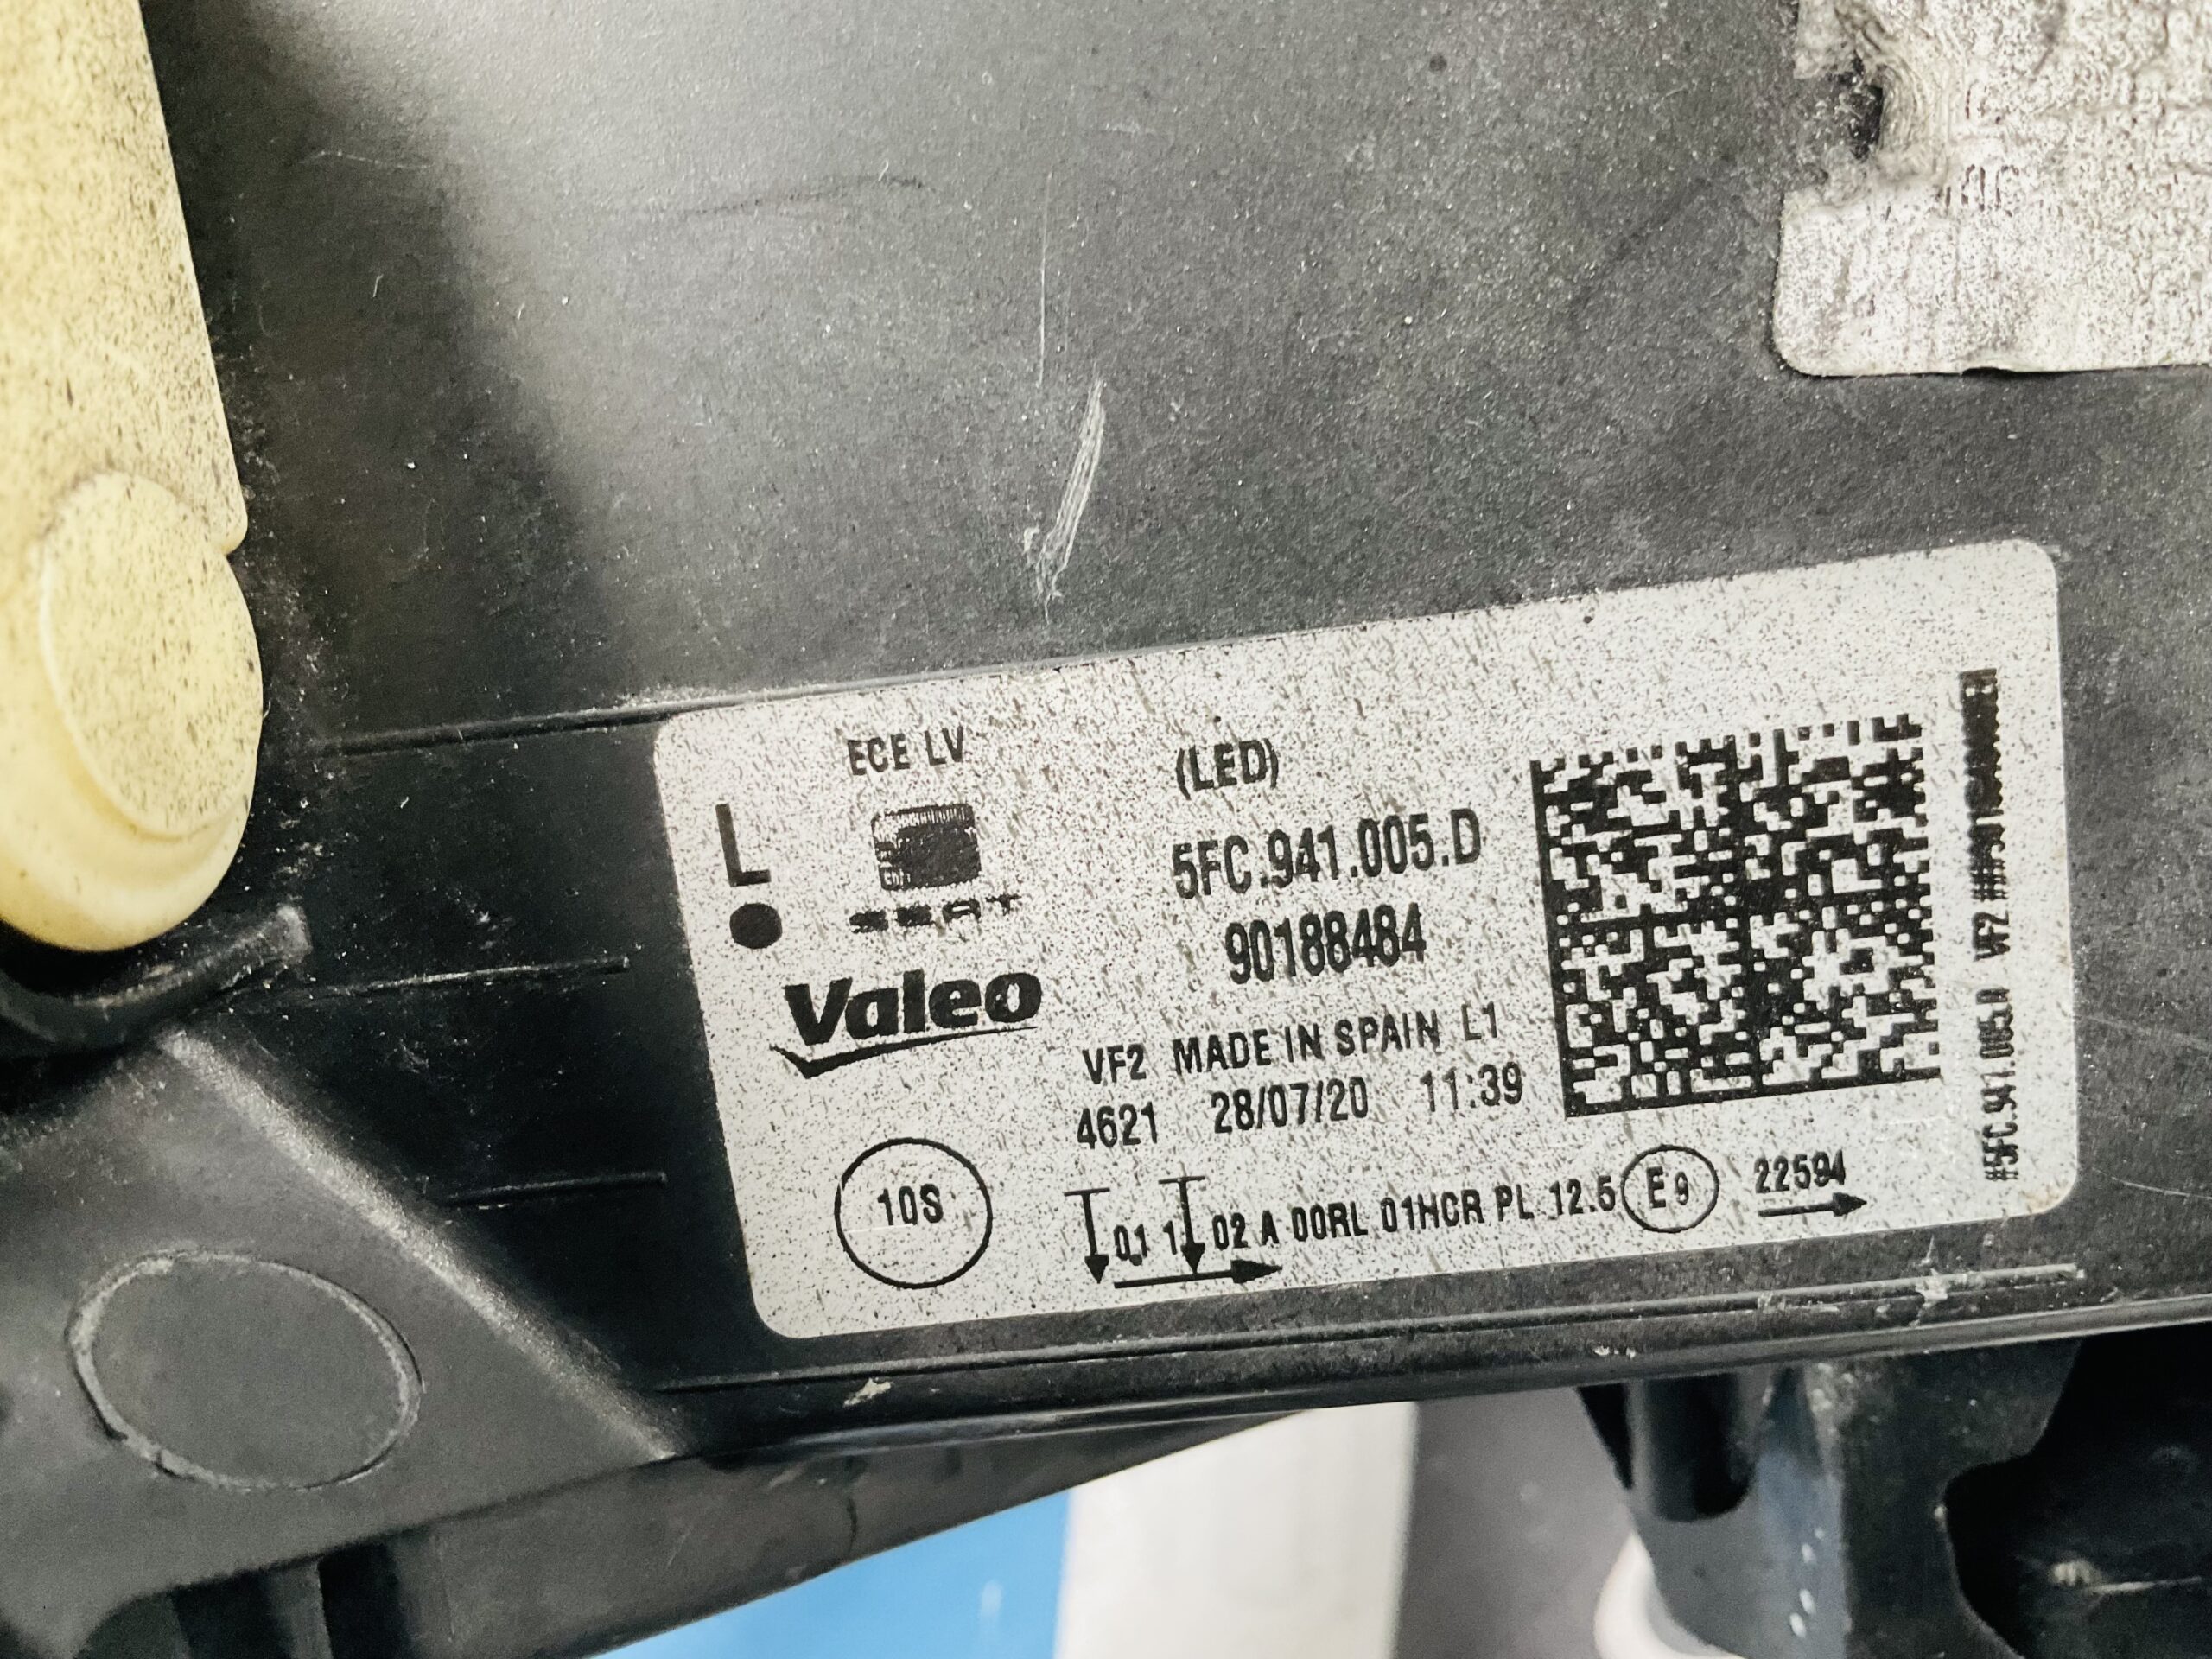 ECE LV
(LED)
L
SEAT
5FC.941.005.D
90188484
Valeo
VF2 MADE IN SPAIN L1
4621 28/07/20 11:39
10S
01 1 02 A 00RL 01HCR PL 12.5 E9 22594
#5FC.941.005.D VF2